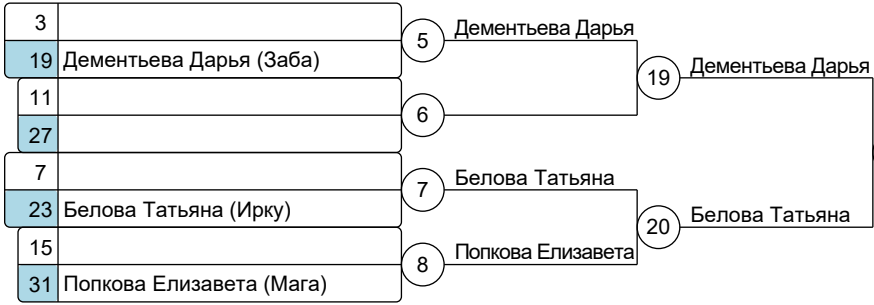 3
5
Дементьева Дарья
19 Дементьева Дарья (Заба)
19
Дементьева Дарья
11
6
27
7
7
Белова Татьяна
23 Белова Татьяна (Ирку)
20
Белова Татьяна
15
8
Попкова Елизавета
31 Попкова Елизавета (Мага)